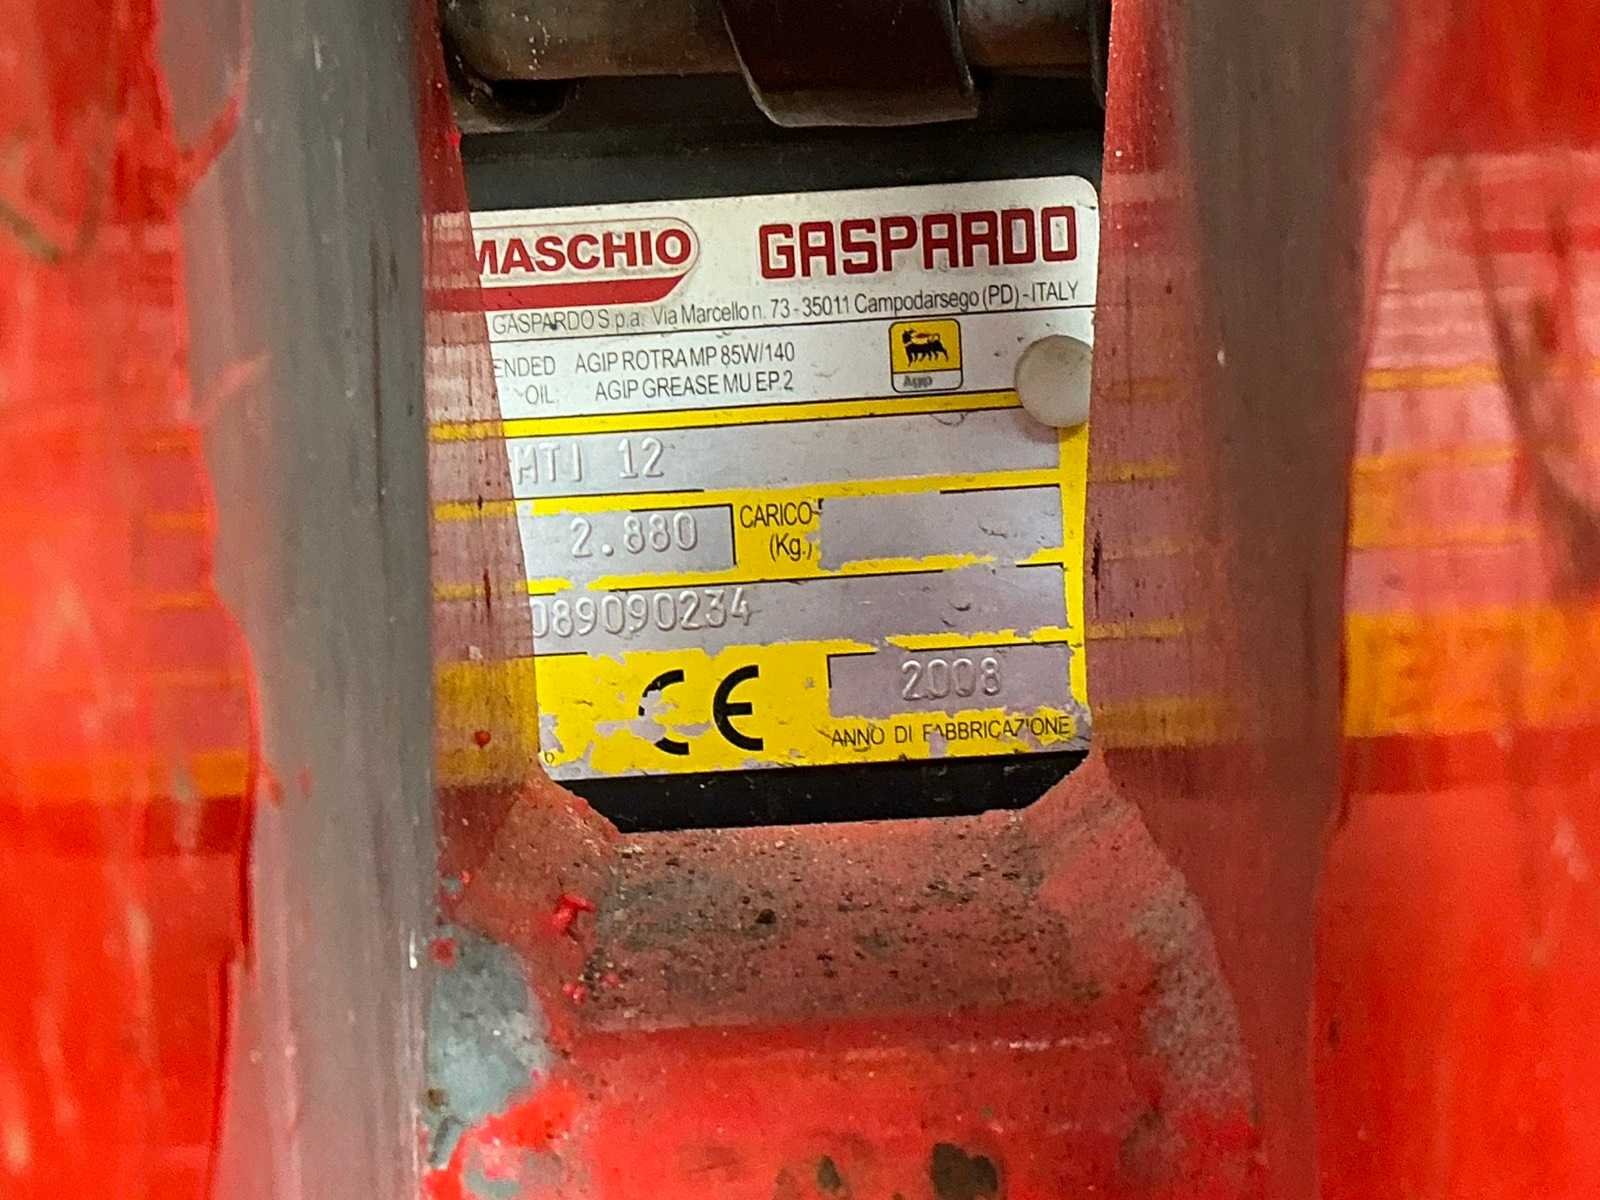 MASCHIO GASPARDO
GASPARDO S.p.a. Via Marcello n. 73 - 35011 Campodarsego (PD) - ITALY
ENDED AGIP ROTRA MP 85W/140
OIL. AGIP GREASE MU EP.2
Agip
MTI 12
2.880 CARICO
(Kg.)
089090234
CE 2008
ANNO DI FABBRICAZIONE